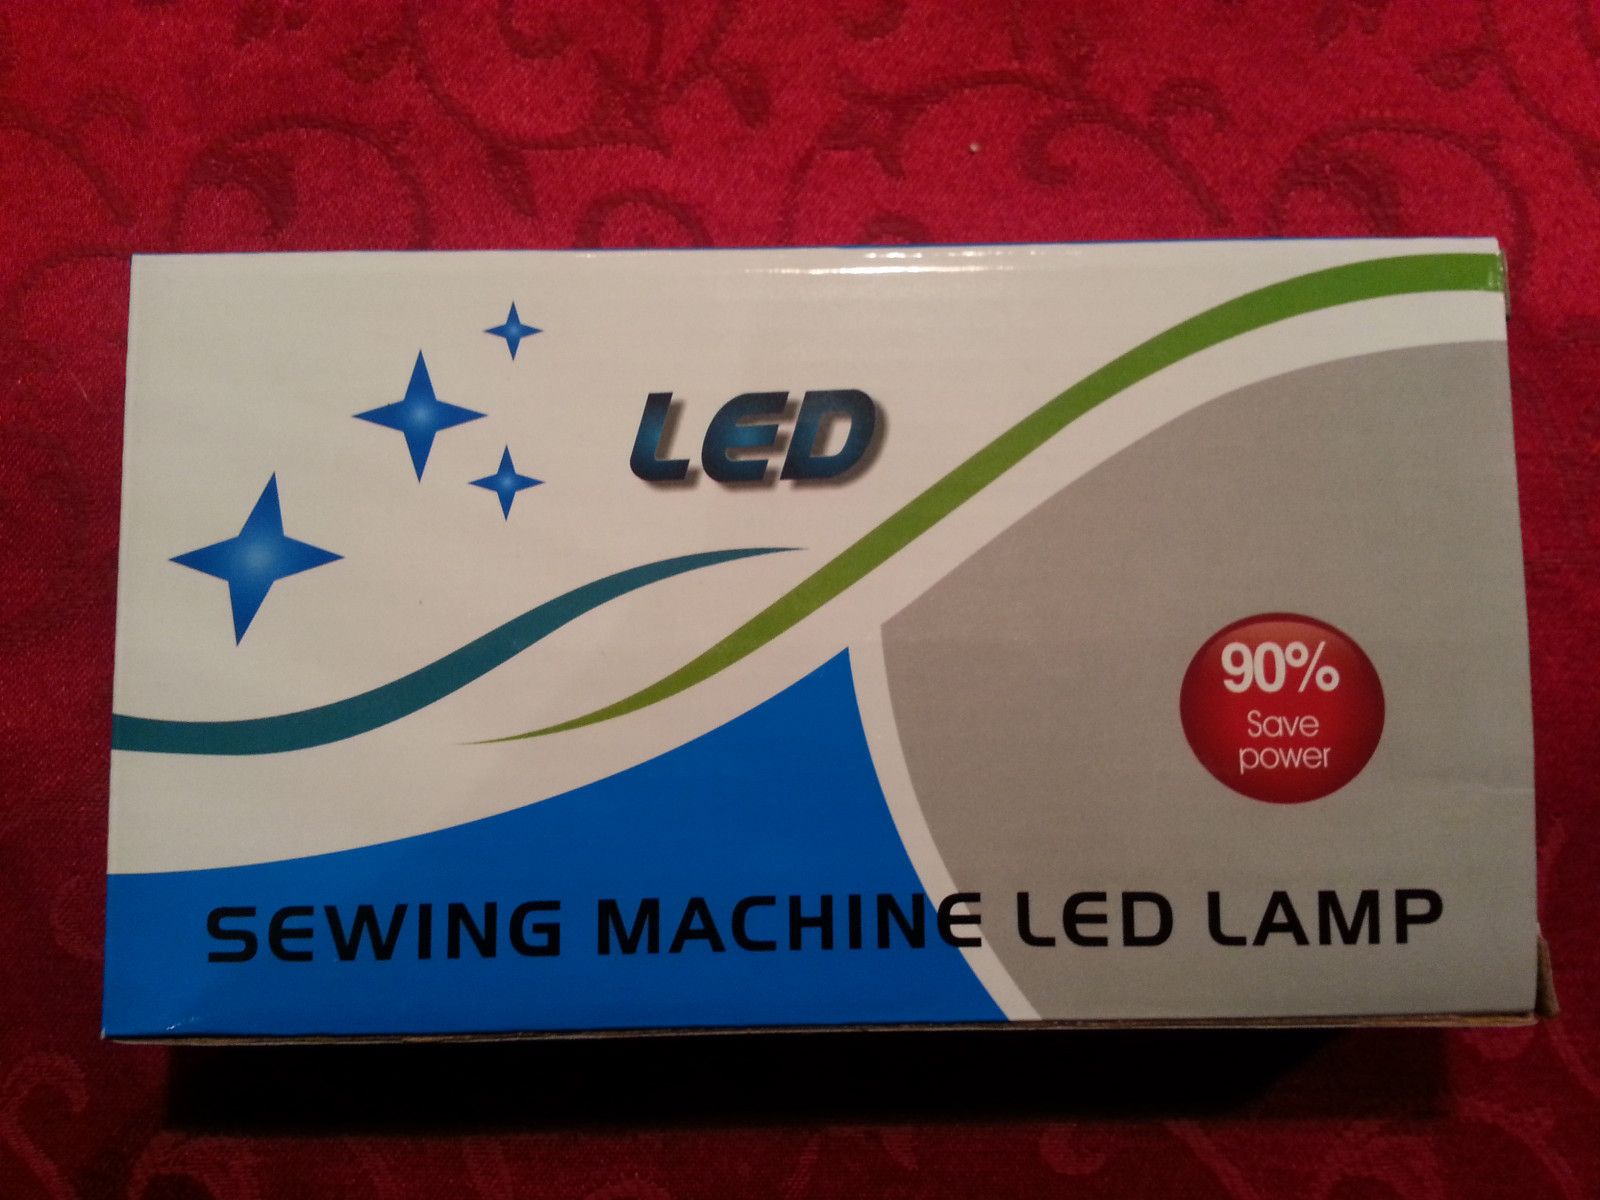 LED
90%
Save
power
SEWING MACHINE LED LAMP